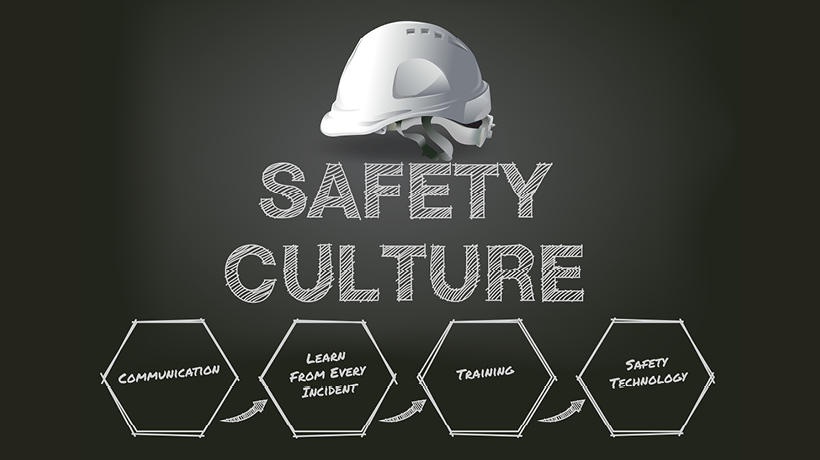 SAFETY
CULTURE
COMMUNICATION
LEARN
FROM EVERY
INCIDENT
TRAINING
SAFETY
TECHNOLOGY